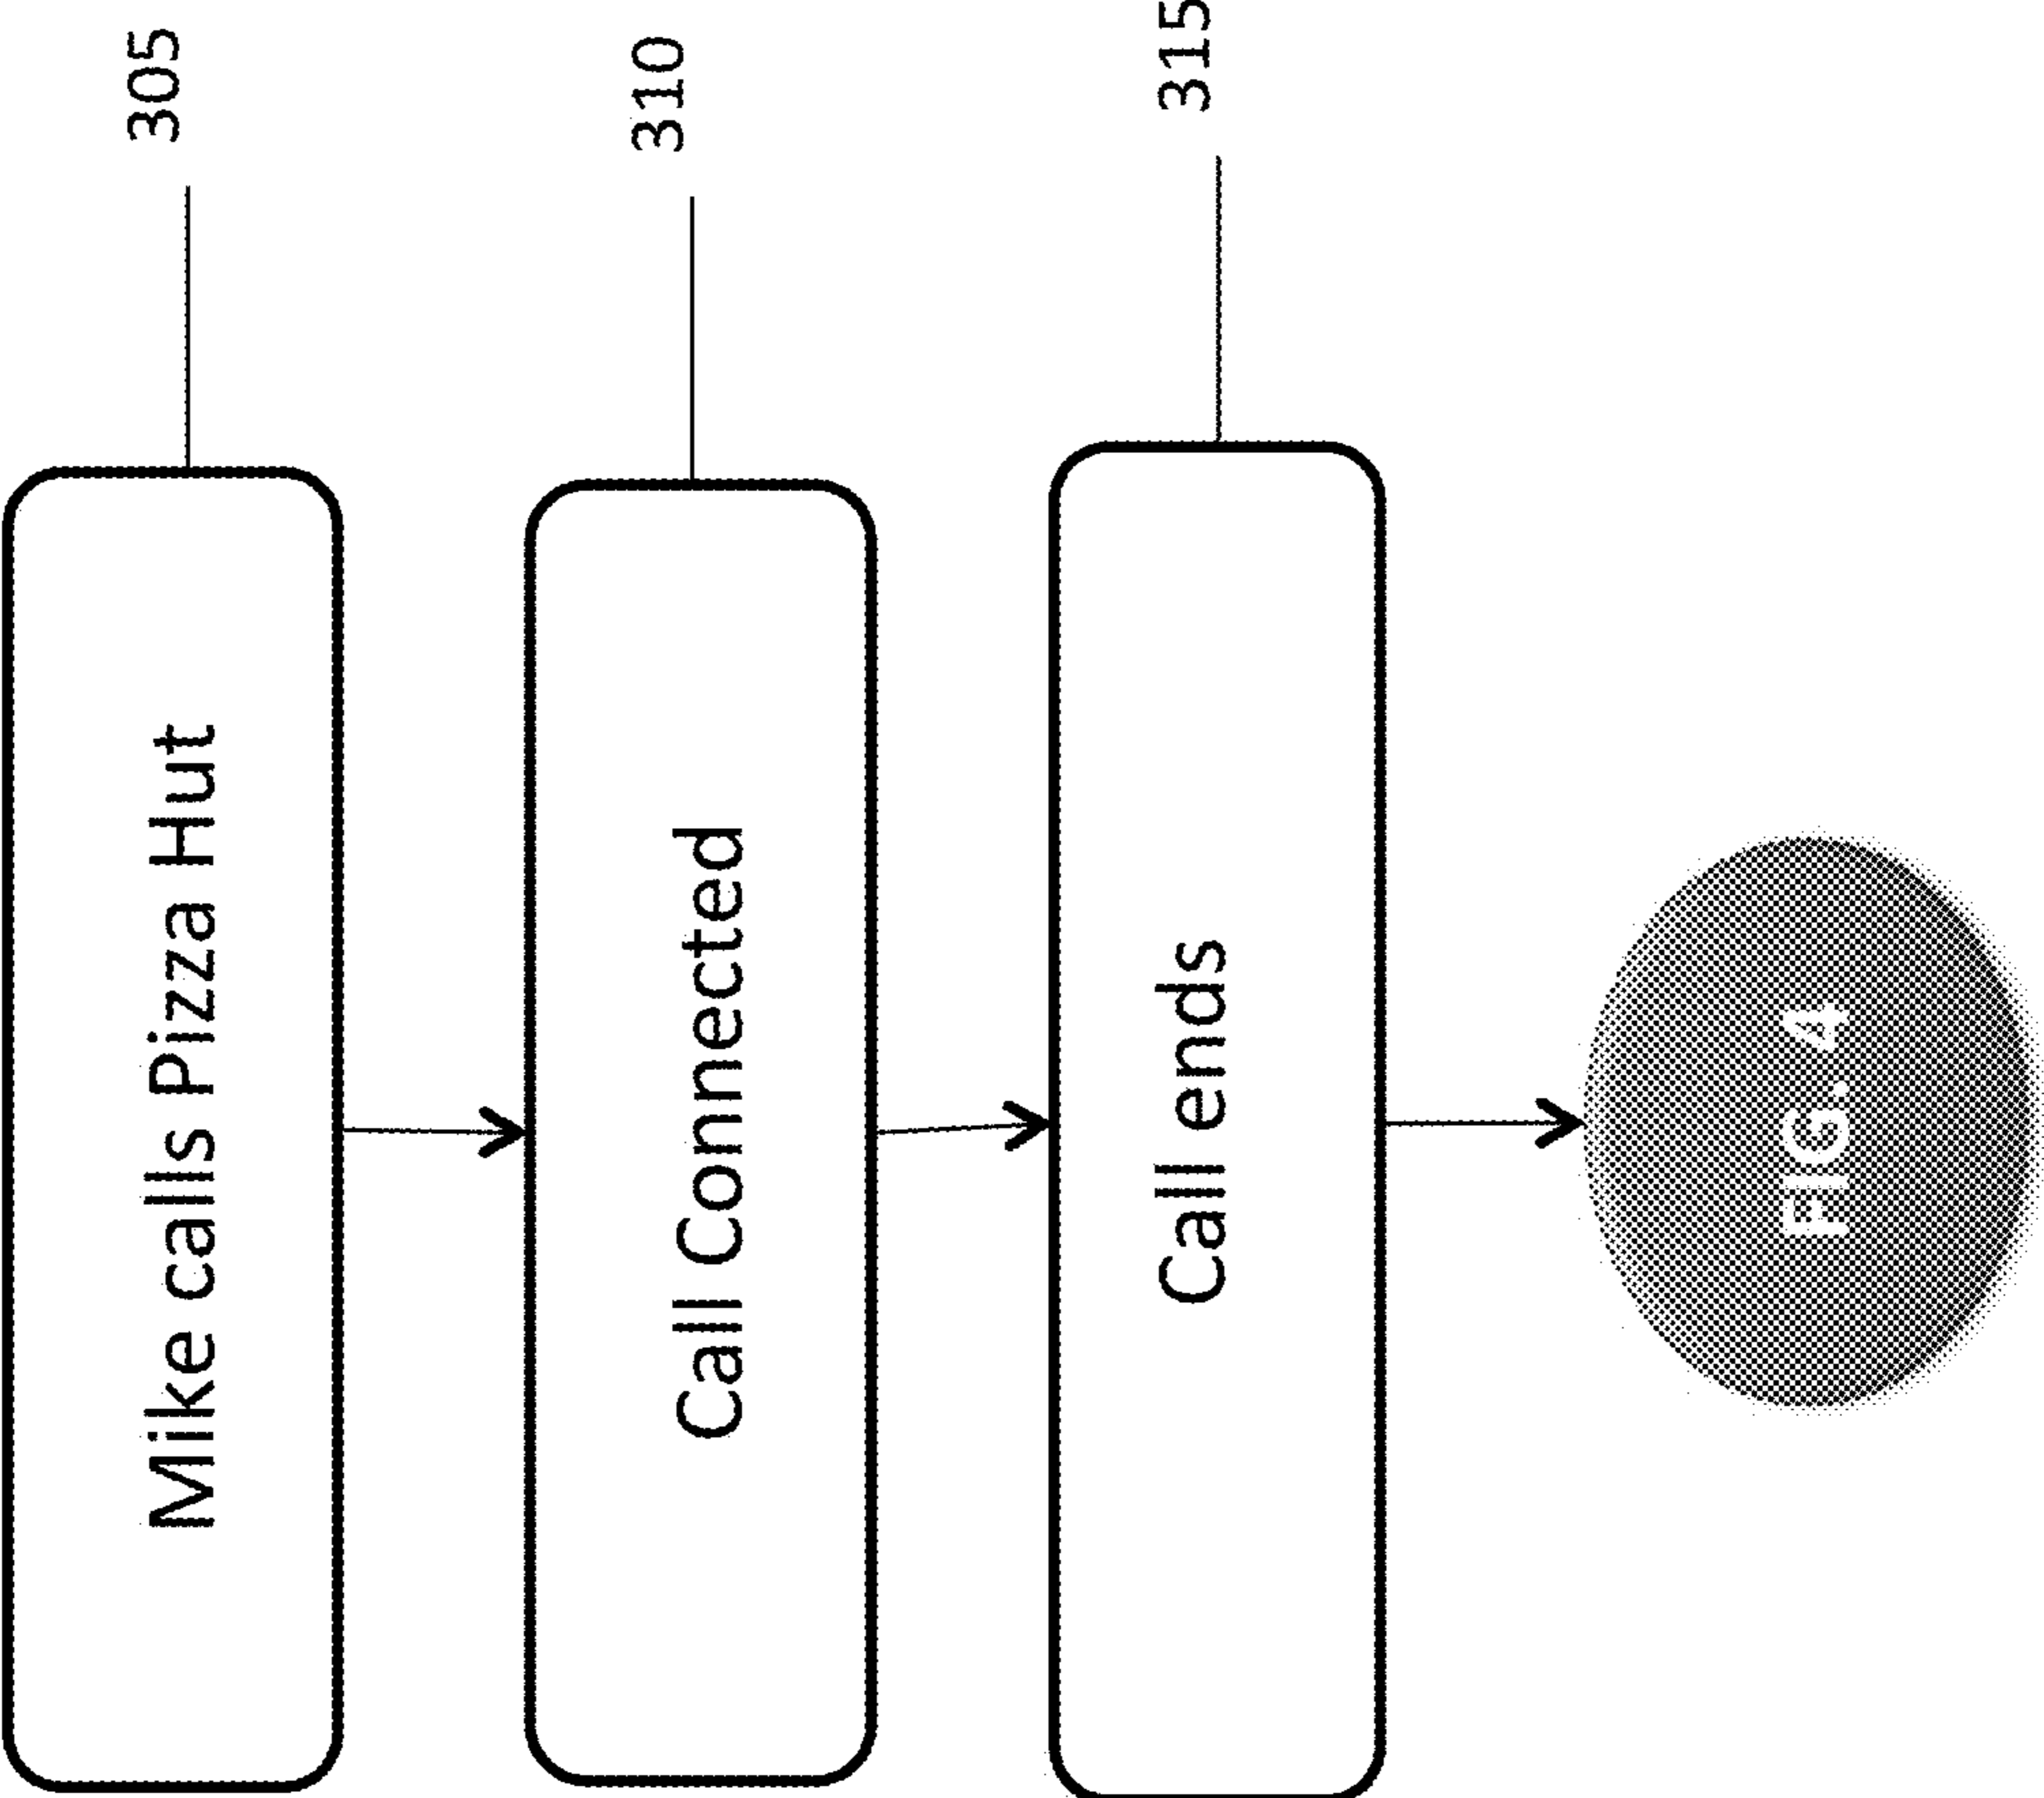 Mike calls Pizza Hut
305
Call Connected
310
Call ends
315
FIG. 4